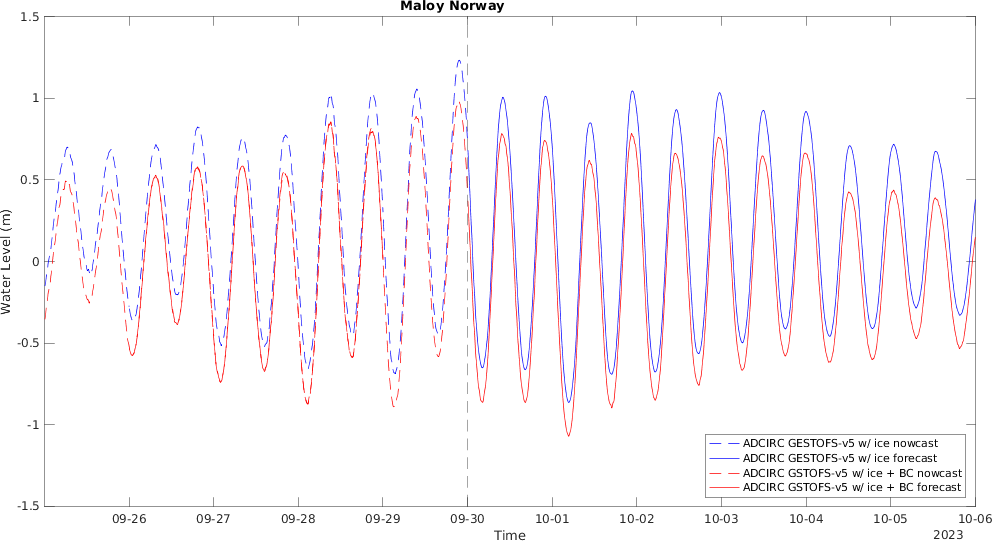 Maloy Norway
1.5
1
0.5
0
-0.5
-1
-1.5
Water Level (m)
ADCIRC GESTOFS-v5 w/ ice nowcast
ADCIRC GESTOFS-v5 w/ ice forecast
ADCIRC GSTOFS-v5 w/ ice + BC nowcast
ADCIRC GSTOFS-v5 w/ ice + BC forecast
09-26 09-27 09-28 09-29 09-30 10-01 10-02 10-03 10-04 10-05 10-06
Time
2023